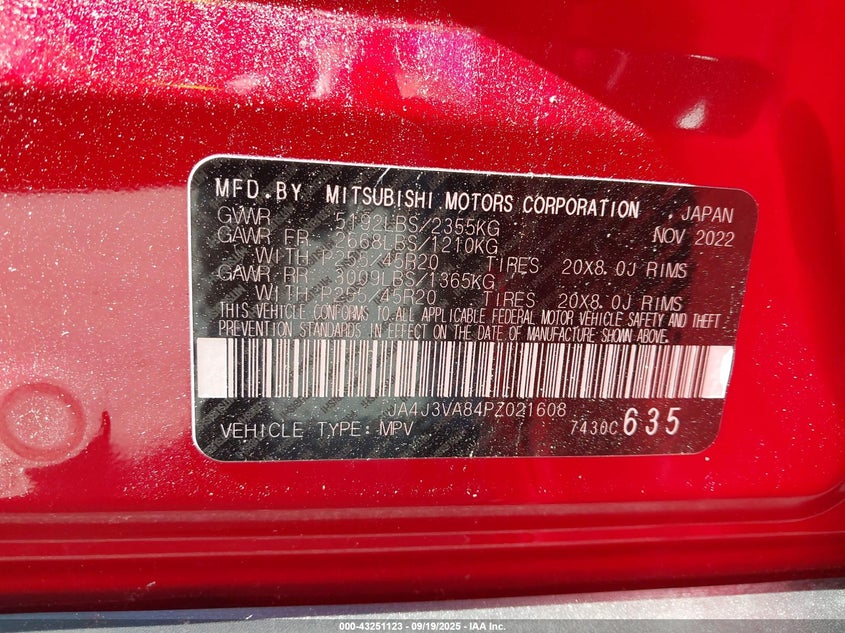 MFD.BY MITSUBISHI MOTORS CORPORATION , JAPAN
GVWR 5192LBS/2355KG NOV 2022
GAWR FR 2668LBS/1210KG
WITH P255/45R20 TIRES 20X8.0J RIMS
GAWR RR 3009LBS/1365KG
WITH P255/45R20 TIRES 20X8.0J RIMS
THIS VEHICLE CONFORMS TO ALL APPLICABLE FEDERAL MOTOR VEHICLE SAFETY AND THEFT
PREVENTION STANDARDS IN EFFECT ON THE DATE OF MANUFACTURE SHOWN ABOVE.
JA4J3VA84PZ021608
VEHICLE TYPE: MPV 7430C 635
000-43251123 - 09/19/2025 - IAA Inc.